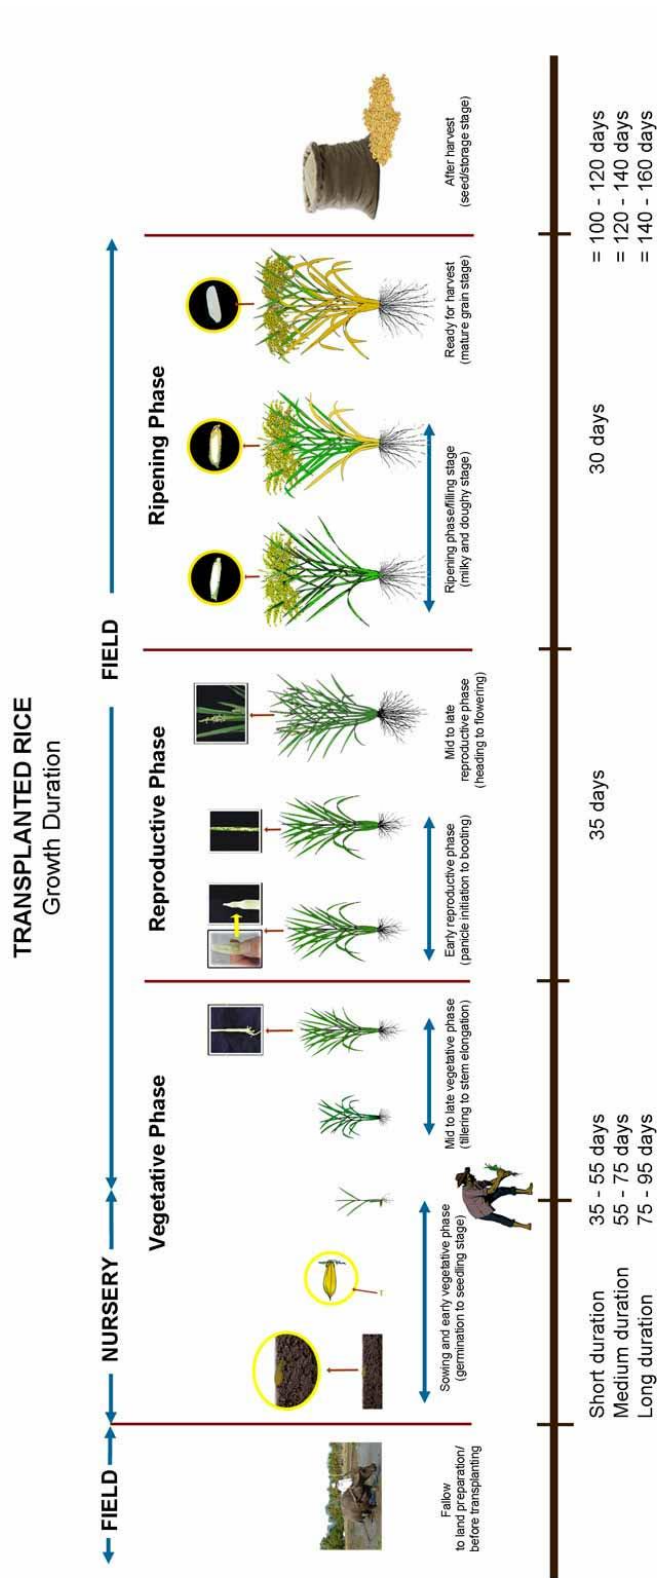 TRANSPLANTED RICE
Growth Duration
FIELD
NURSERY
FIELD
Vegetative Phase
Reproductive Phase
Ripening Phase
Fallow
to land preparation/
before transplanting
Sowing and early vegetative phase
(germination to seedling stage)
Mid to late vegetative phase
(tillering to stem elongation)
Early reproductive phase
(panicle initiation to booting)
Mid to late
reproductive phase
(heading to flowering)
Ripening phase/filling stage
(milky and doughy stage)
Ready for harvest
(mature grain stage)
After harvest
(seed/storage stage)
Short duration 35 - 55 days = 100 - 120 days
Medium duration 55 - 75 days 35 days 30 days = 120 - 140 days
Long duration 75 - 95 days = 140 - 160 days